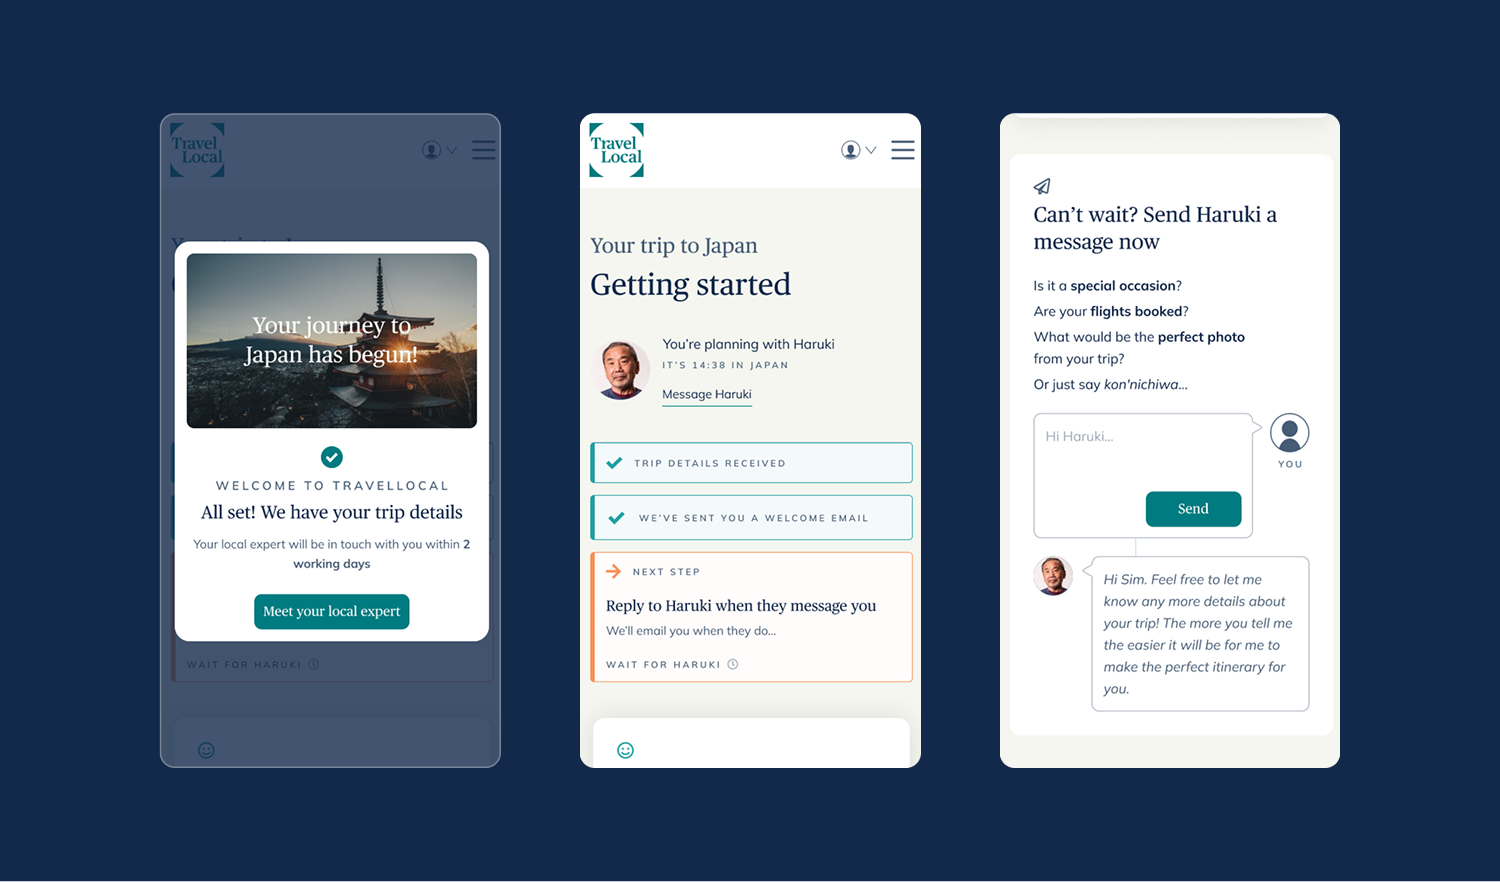 Travel
Local
Your journey to
Japan has begun!
WELCOME TO TRAVELLOCAL
All set! We have your trip details
Your local expert will be in touch with you within 2
working days
Meet your local expert
WAIT FOR HARUKI
Travel
Local
Your trip to Japan
Getting started
You're planning with Haruki
IT'S 14:38 IN JAPAN
Message Haruki
TRIP DETAILS RECEIVED
WE'VE SENT YOU A WELCOME EMAIL
NEXT STEP
Reply to Haruki when they message you
We'll email you when they do...
WAIT FOR HARUKI
Can't wait? Send Haruki a
message now
Is it a special occasion?
Are your flights booked?
What would be the perfect photo
from your trip?
Or just say kon'nichiwa...
Hi Haruki...
YOU
Send
Hi Sim. Feel free to let me
know any more details about
your trip! The more you tell me
the easier it will be for me to
make the perfect itinerary for
you.